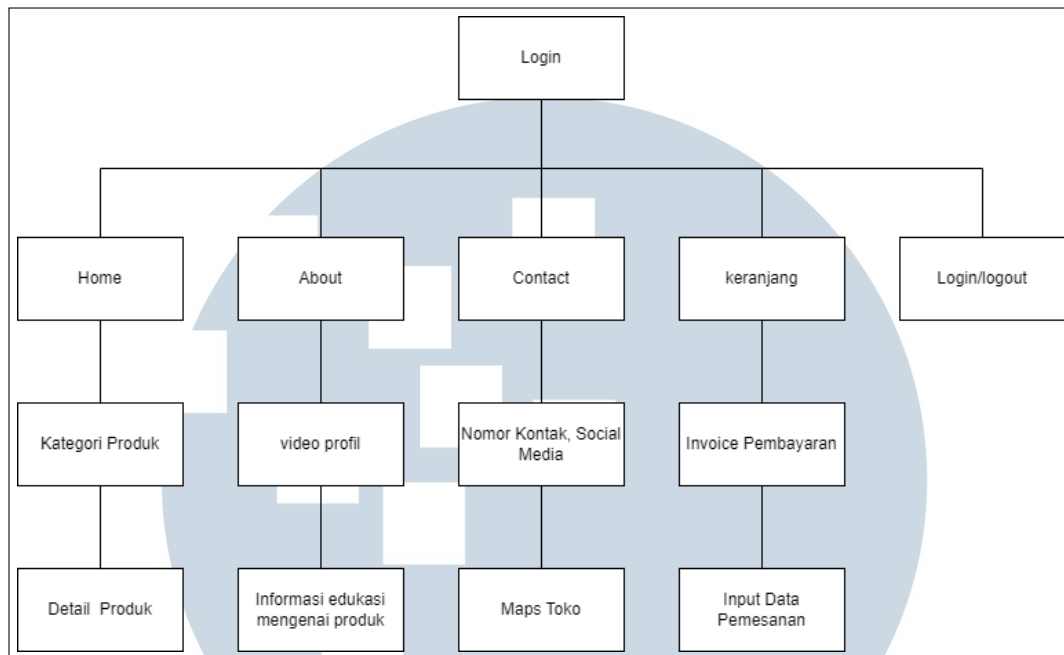 Login
Home
About
Contact
keranjang
Login/logout
Kategori Produk
video profil
Nomor Kontak, Social
Media
Invoice Pembayaran
Detail Produk
Informasi edukasi
mengenai produk
Maps Toko
Input Data
Pemesanan